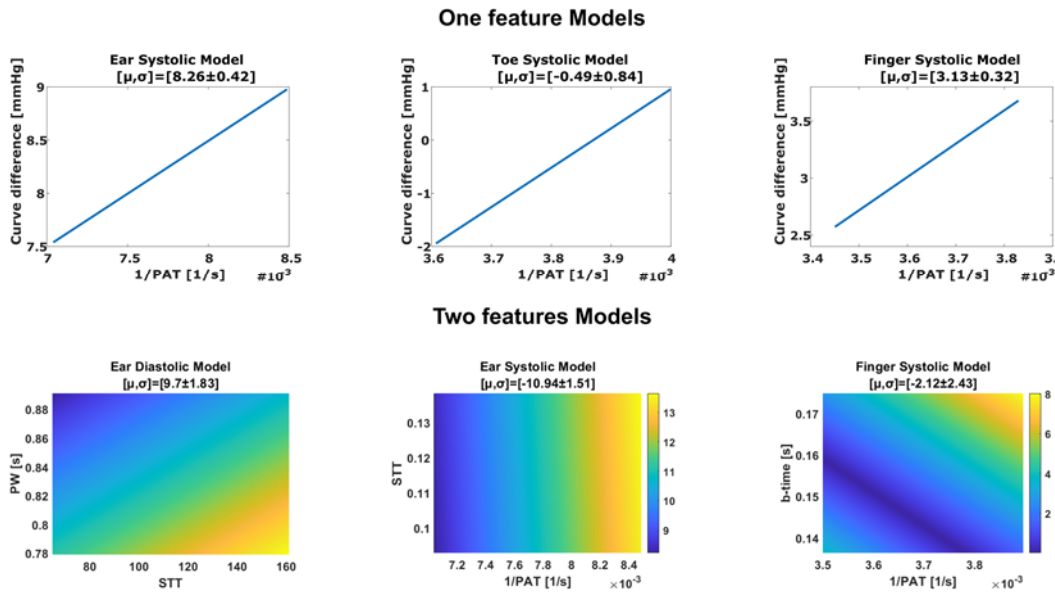 One feature Models
Ear Systolic Model
[μ,σ]=[8.26±0.42]
Curve difference [mmHg]
9
8.5
8
7.5
7
7.5
8
8.5
1/PAT [1/s]
#10⁻³
Toe Systolic Model
[μ,σ]=[-0.49±0.84]
Curve difference [mmHg]
1
0
-1
-2
3.6
3.7
3.8
3.9
4
1/PAT [1/s]
#10⁻³
Finger Systolic Model
[μ,σ]=[3.13±0.32]
Curve difference [mmHg]
3.5
3
2.5
3.4
3.5
3.6
3.7
3.8
1/PAT [1/s]
#10⁻³
Two features Models
Ear Diastolic Model
[μ,σ]=[9.7±1.83]
PW [s]
0.88
0.86
0.84
0.82
0.8
0.78
80
100
120
140
160
STT
Ear Systolic Model
[μ,σ]=[-10.94±1.51]
STT
0.13
0.12
0.11
0.1
7.2
7.4
7.6
7.8
8
8.2
8.4
1/PAT [1/s]
×10⁻³
13
12
11
10
9
Finger Systolic Model
[μ,σ]=[-2.12±2.43]
b-time [s]
0.17
0.16
0.15
0.14
3.5
3.6
3.7
3.8
1/PAT [1/s]
×10⁻³
8
6
4
2